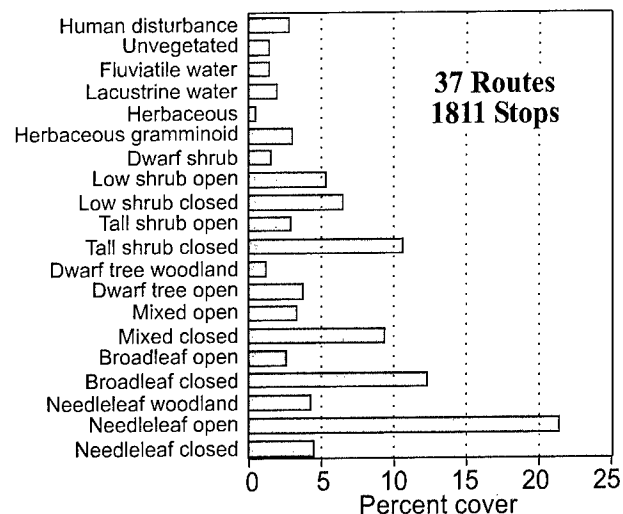 Human disturbance
Unvegetated
Fluviatile water
Lacustrine water
Herbaceous
Herbaceous gramminoid
Dwarf shrub
Low shrub open
Low shrub closed
Tall shrub open
Tall shrub closed
Dwarf tree woodland
Dwarf tree open
Mixed open
Mixed closed
Broadleaf open
Broadleaf closed
Needleleaf woodland
Needleleaf open
Needleleaf closed
37 Routes
1811 Stops
0 5 10 15 20 25
Percent cover